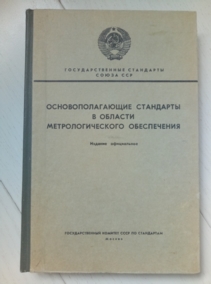 ГОСУДАРСТВЕННЫЕ СТАНДАРТЫ
СОЮЗА ССР
ОСНОВОПОЛАГАЮЩИЕ СТАНДАРТЫ
В ОБЛАСТИ
МЕТРОЛОГИЧЕСКОГО ОБЕСПЕЧЕНИЯ
Издание официальное
ГОСУДАРСТВЕННЫЙ КОМИТЕТ СССР ПО СТАНДАРТАМ
МОСКВА